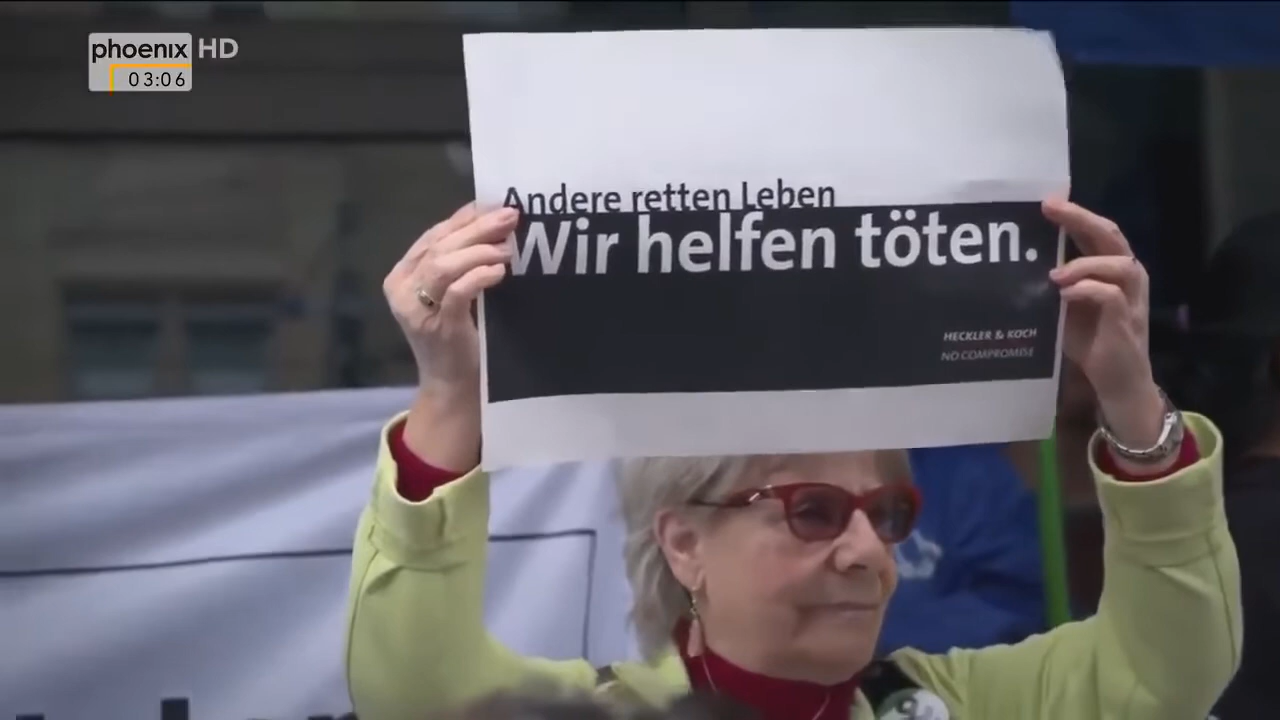 phoenix HD
03:06
Andere retten Leben
Wir helfen töten.
HECKLER & KOCH
NO COMPROMISE